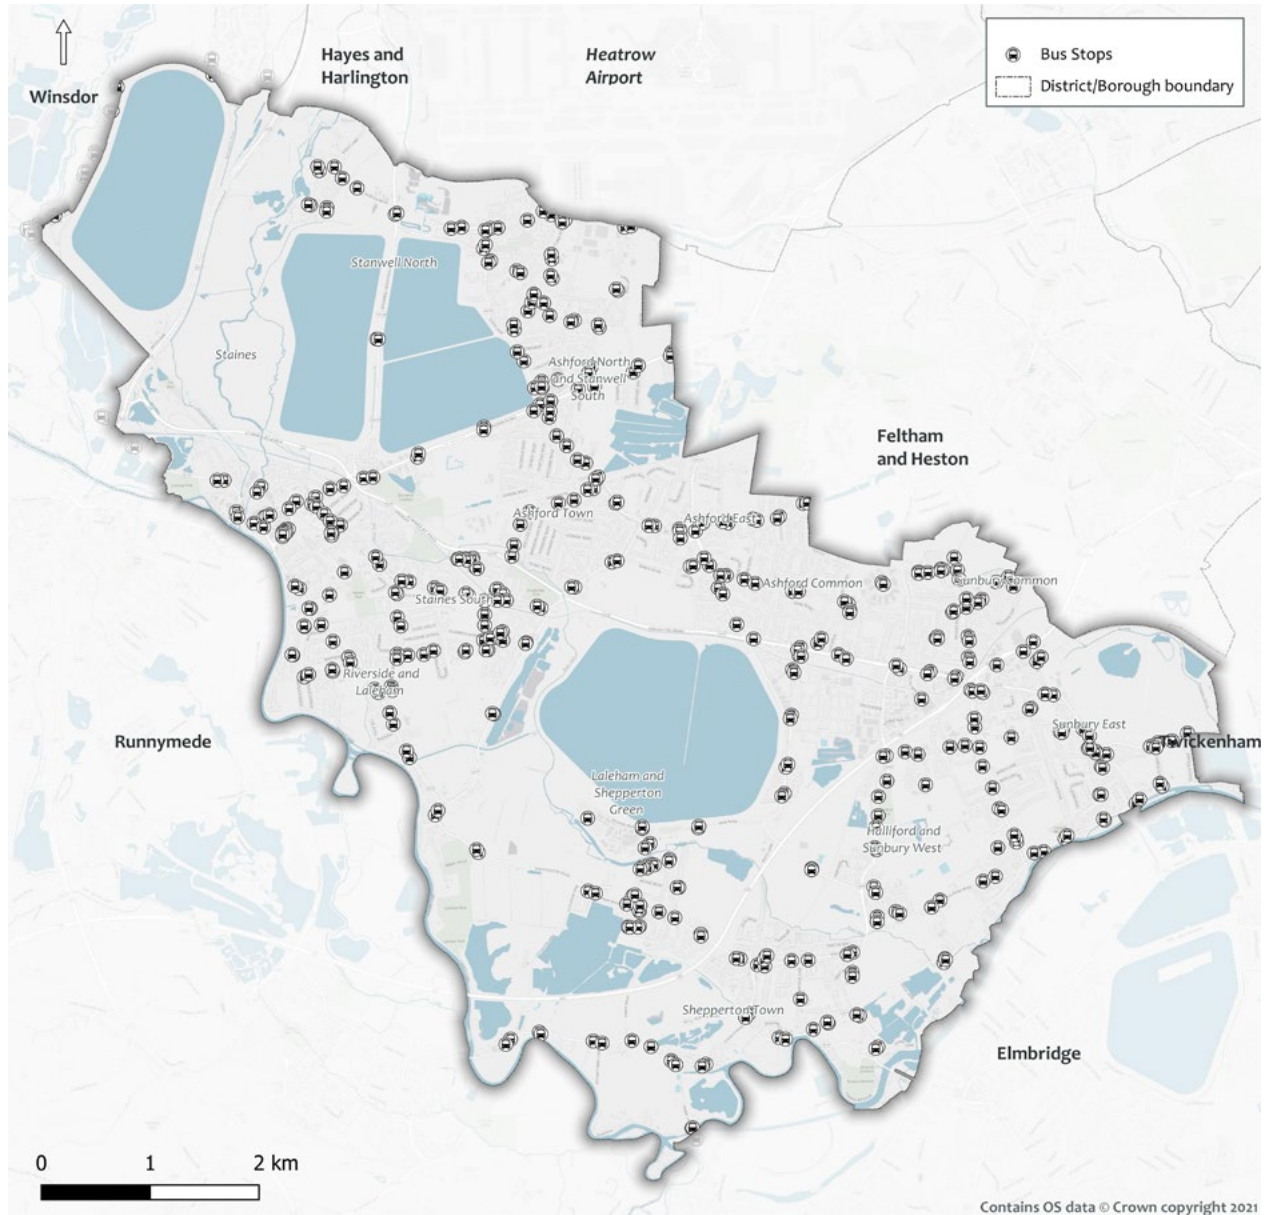 Hayes and
Harlington
Heatrow
Airport
Bus Stops
District/Borough boundary
Winsdor
Stanwell North
Staines
Ashford North
and Stanwell
South
Feltham
and Heston
Ashford Town
Ashford East
Ashford Common
Sunbury Common
Staines South
Riverside and
Laleham
Runnymede
Sunbury East
Twickenham
Laleham and
Shepperton
Green
Halliford and
Sunbury West
Shepperton Town
Elmbridge
0 1 2 km
Contains OS data © Crown copyright 2021